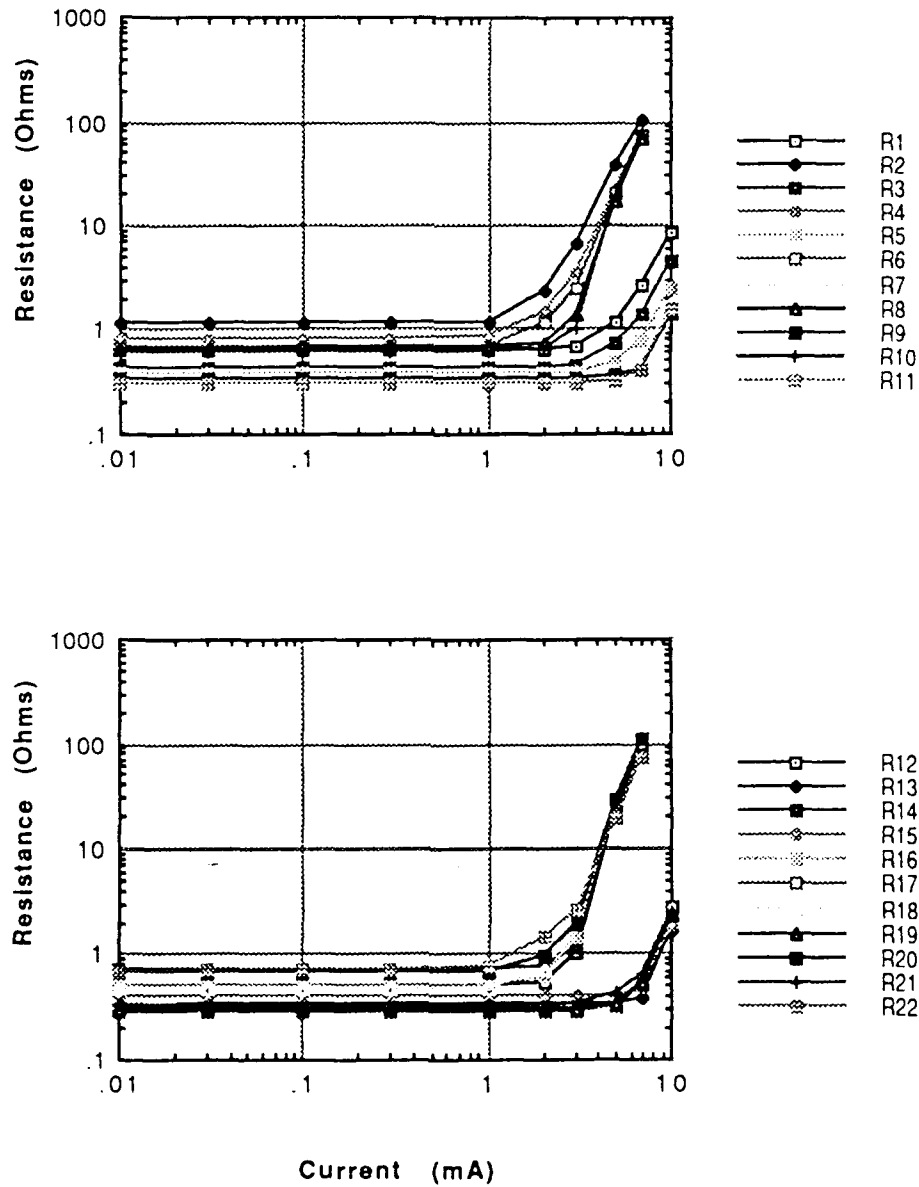 Resistance (Ohms)
1000
100
10
1
.1
.01
.1
1
10
R1
R2
R3
R4
R5
R6
R7
R8
R9
R10
R11
Resistance (Ohms)
1000
100
10
1
.1
.01
.1
1
10
R12
R13
R14
R15
R16
R17
R18
R19
R20
R21
R22
Current (mA)